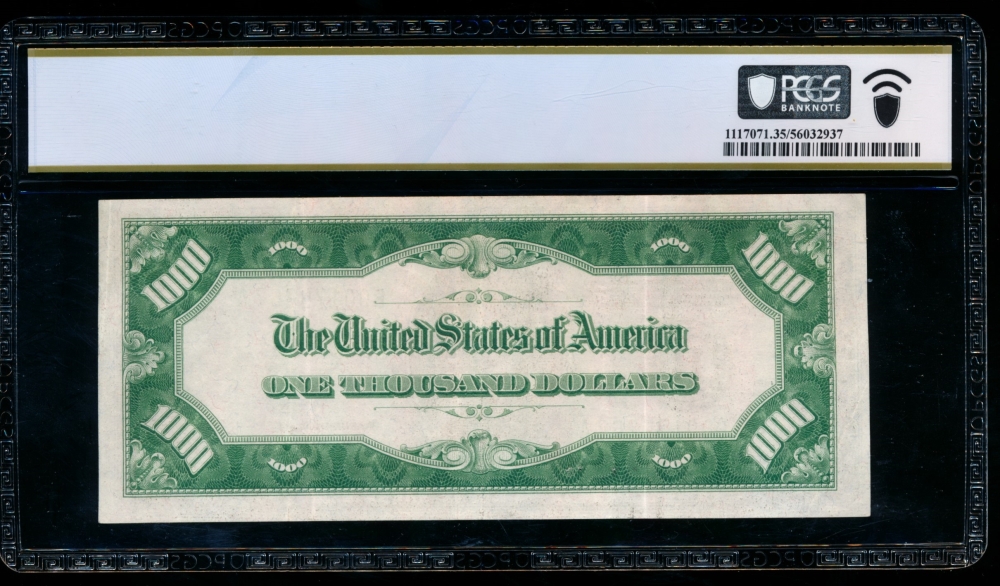 PCGS
BANKNOTE
1117071.35/56032937
1000 1000 1000 1000
The United States of America
ONE THOUSAND DOLLARS
1000 1000 1000 1000